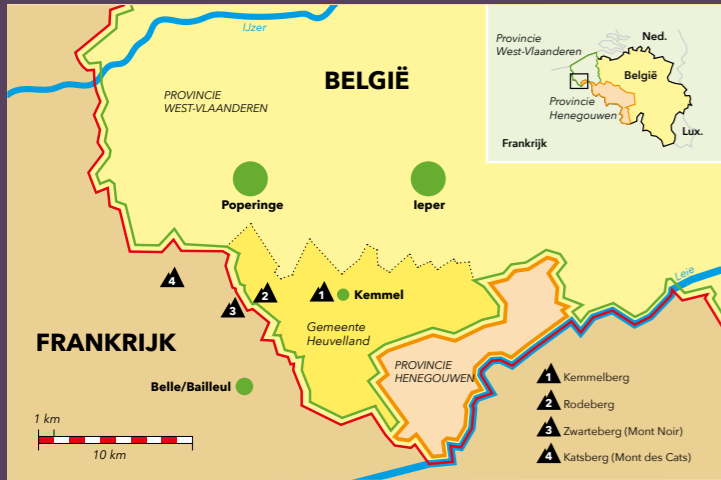 IJzer
PROVINCIE
WEST-VLAANDEREN
BELGIË
Provincie
West-Vlaanderen
Ned.
België
Provincie
Henegouwen
Lux.
Frankrijk
Poperinge
Ieper
Leie
4
3
2
1
Kemmel
Gemeente
Heuvelland
FRANKRIJK
Belle/Bailleul
PROVINCIE
HENEGOUWEN
1 Kemmelberg
2 Rodeberg
3 Zwarteberg (Mont Noir)
4 Katsberg (Mont des Cats)
1 km
10 km